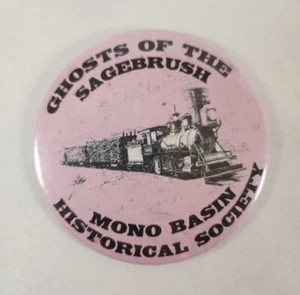 GHOSTS OF THE
SAGEBRUSH
MONO BASIN
HISTORICAL SOCIETY